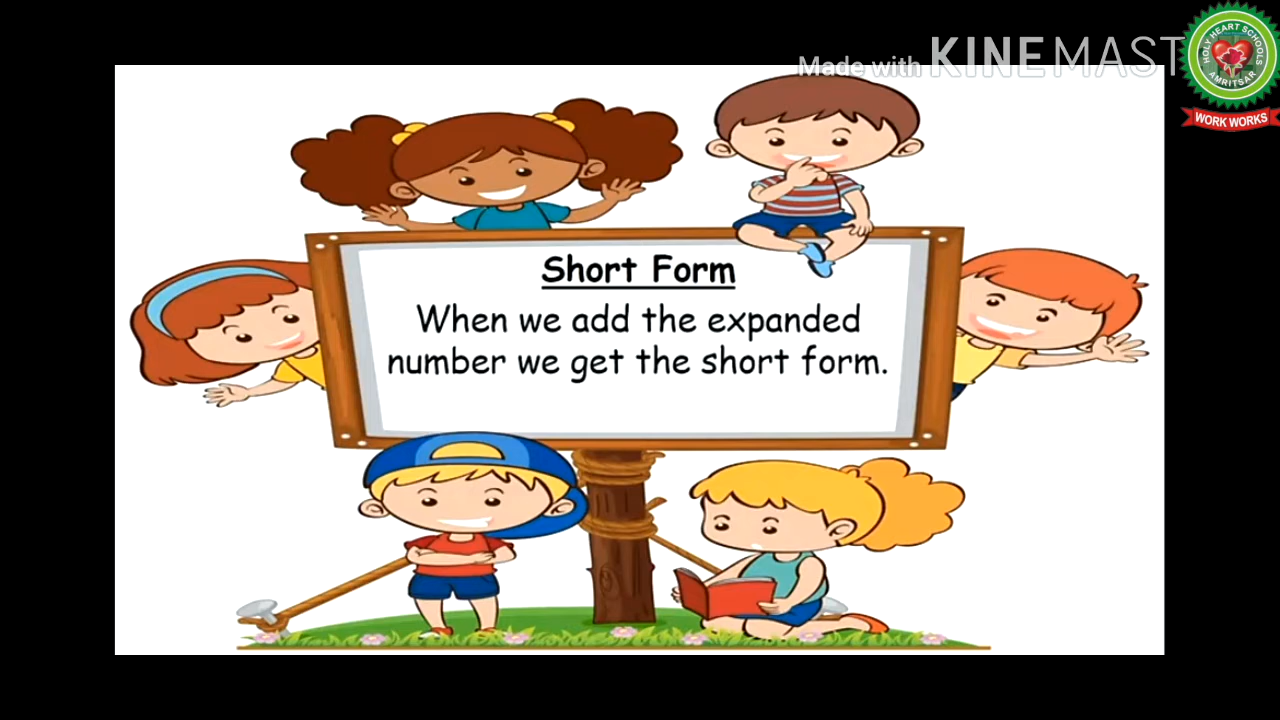 Made with KINEMAST
HOLY HEART SCHOOLS
AMRITSAR
WORK WORKS
Short Form
When we add the expanded
number we get the short form.